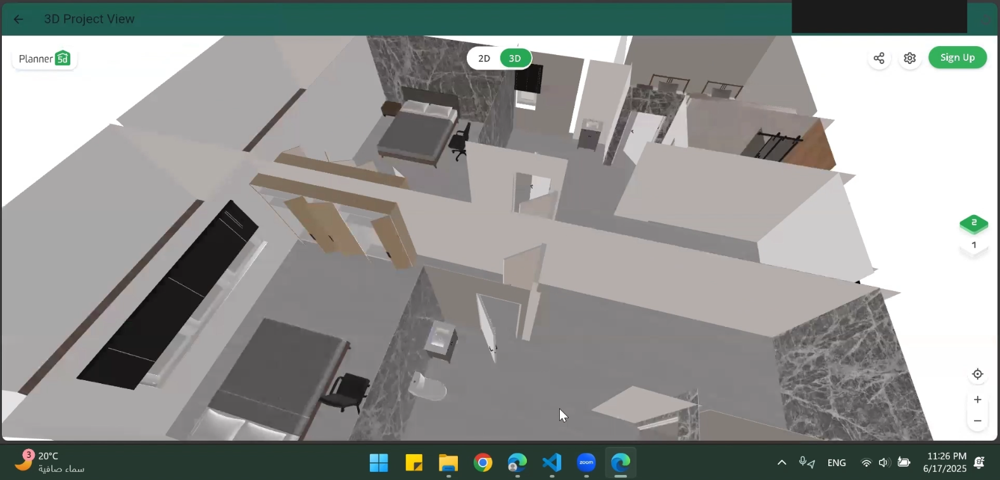 3D Project View
Planner 5d
2D
3D
Sign Up
2
1
3
20°C
سماء صافية
zoom
ENG
11:26 PM
6/17/2025